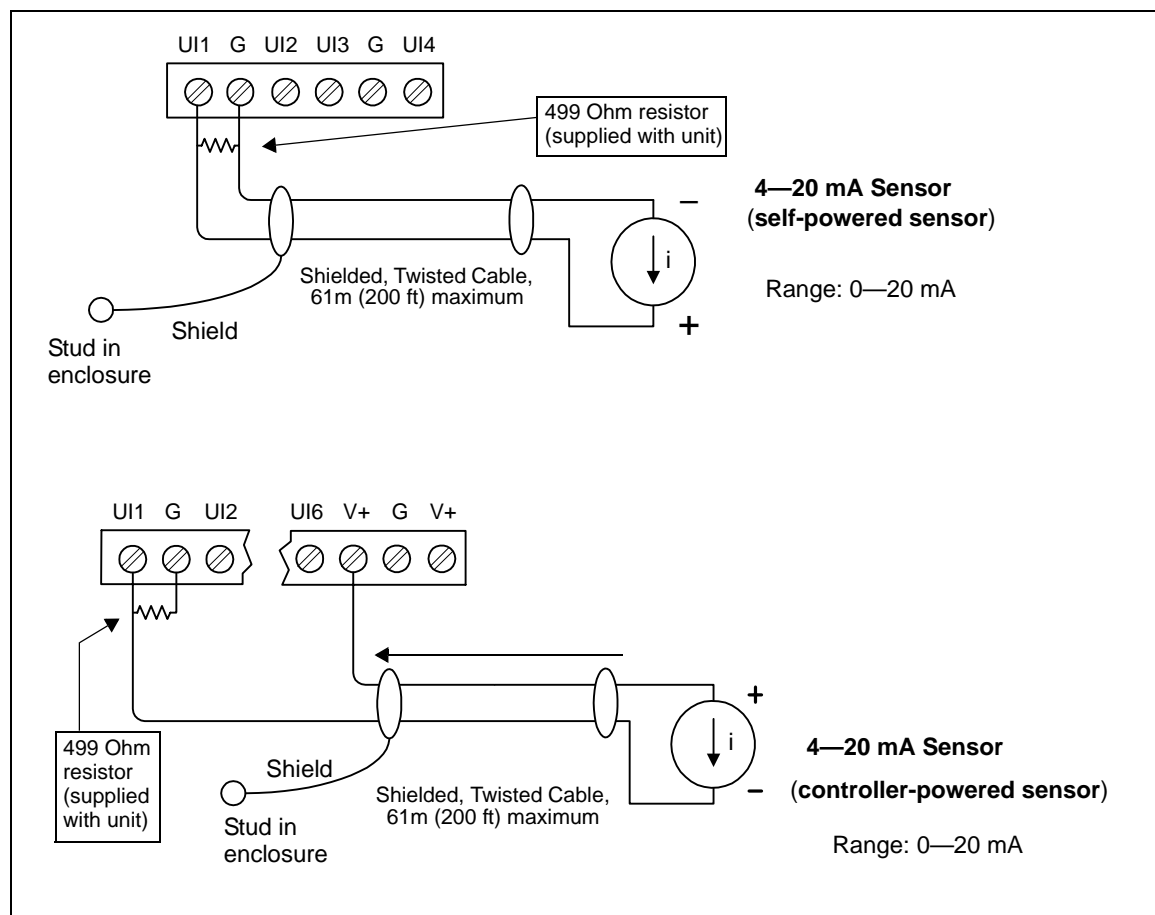 UI1 G UI2 UI3 G UI4
499 Ohm resistor
(supplied with unit)
4—20 mA Sensor
(self-powered sensor)
Range: 0—20 mA
−
i
+
Shielded, Twisted Cable,
61m (200 ft) maximum
Shield
Stud in
enclosure
UI1 G UI2 UI6 V+ G V+
499 Ohm
resistor
(supplied
with unit)
Shield
Stud in
enclosure
Shielded, Twisted Cable,
61m (200 ft) maximum
+
i
−
4—20 mA Sensor
(controller-powered sensor)
Range: 0—20 mA